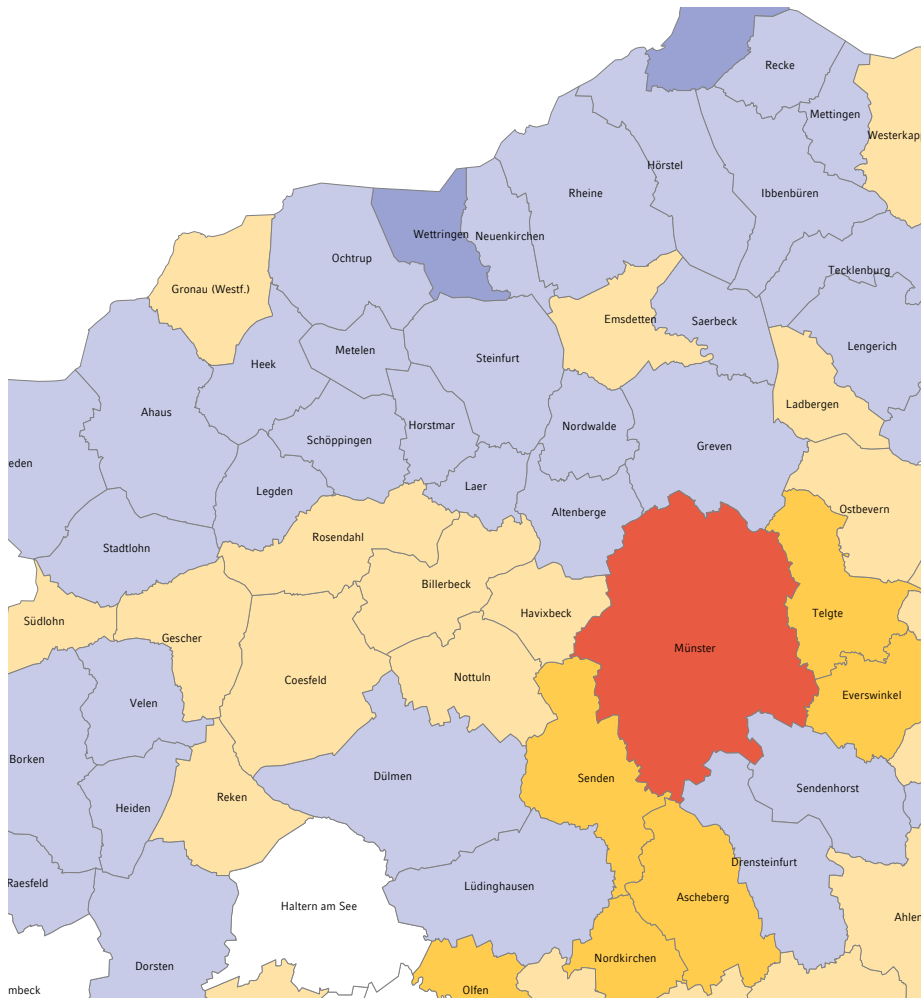 Recke
Mettingen
Westerkap
Hörstel
Rheine
Ibbenbüren
Wettringen
Neuenkirchen
Ochtrup
Tecklenburg
Gronau (Westf.)
Emsdetten
Saerbeck
Lengerich
Metelen
Steinfurt
Heek
Ladbergen
Ahaus
Horstmar
Nordwalde
Schöppingen
Greven
eden
Laer
Legden
Ostbevern
Altenberge
Rosendahl
Stadtlohn
Billerbeck
Havixbeck
Telgte
Südlohn
Gescher
Münster
Nottuln
Coesfeld
Everswinkel
Velen
Borken
Dülmen
Senden
Sendenhorst
Reken
Heiden
Drensteinfurt
Raesfeld
Lüdinghausen
Ascheberg
Haltern am See
Ahlen
Nordkirchen
Dorsten
mbeck
Olfen